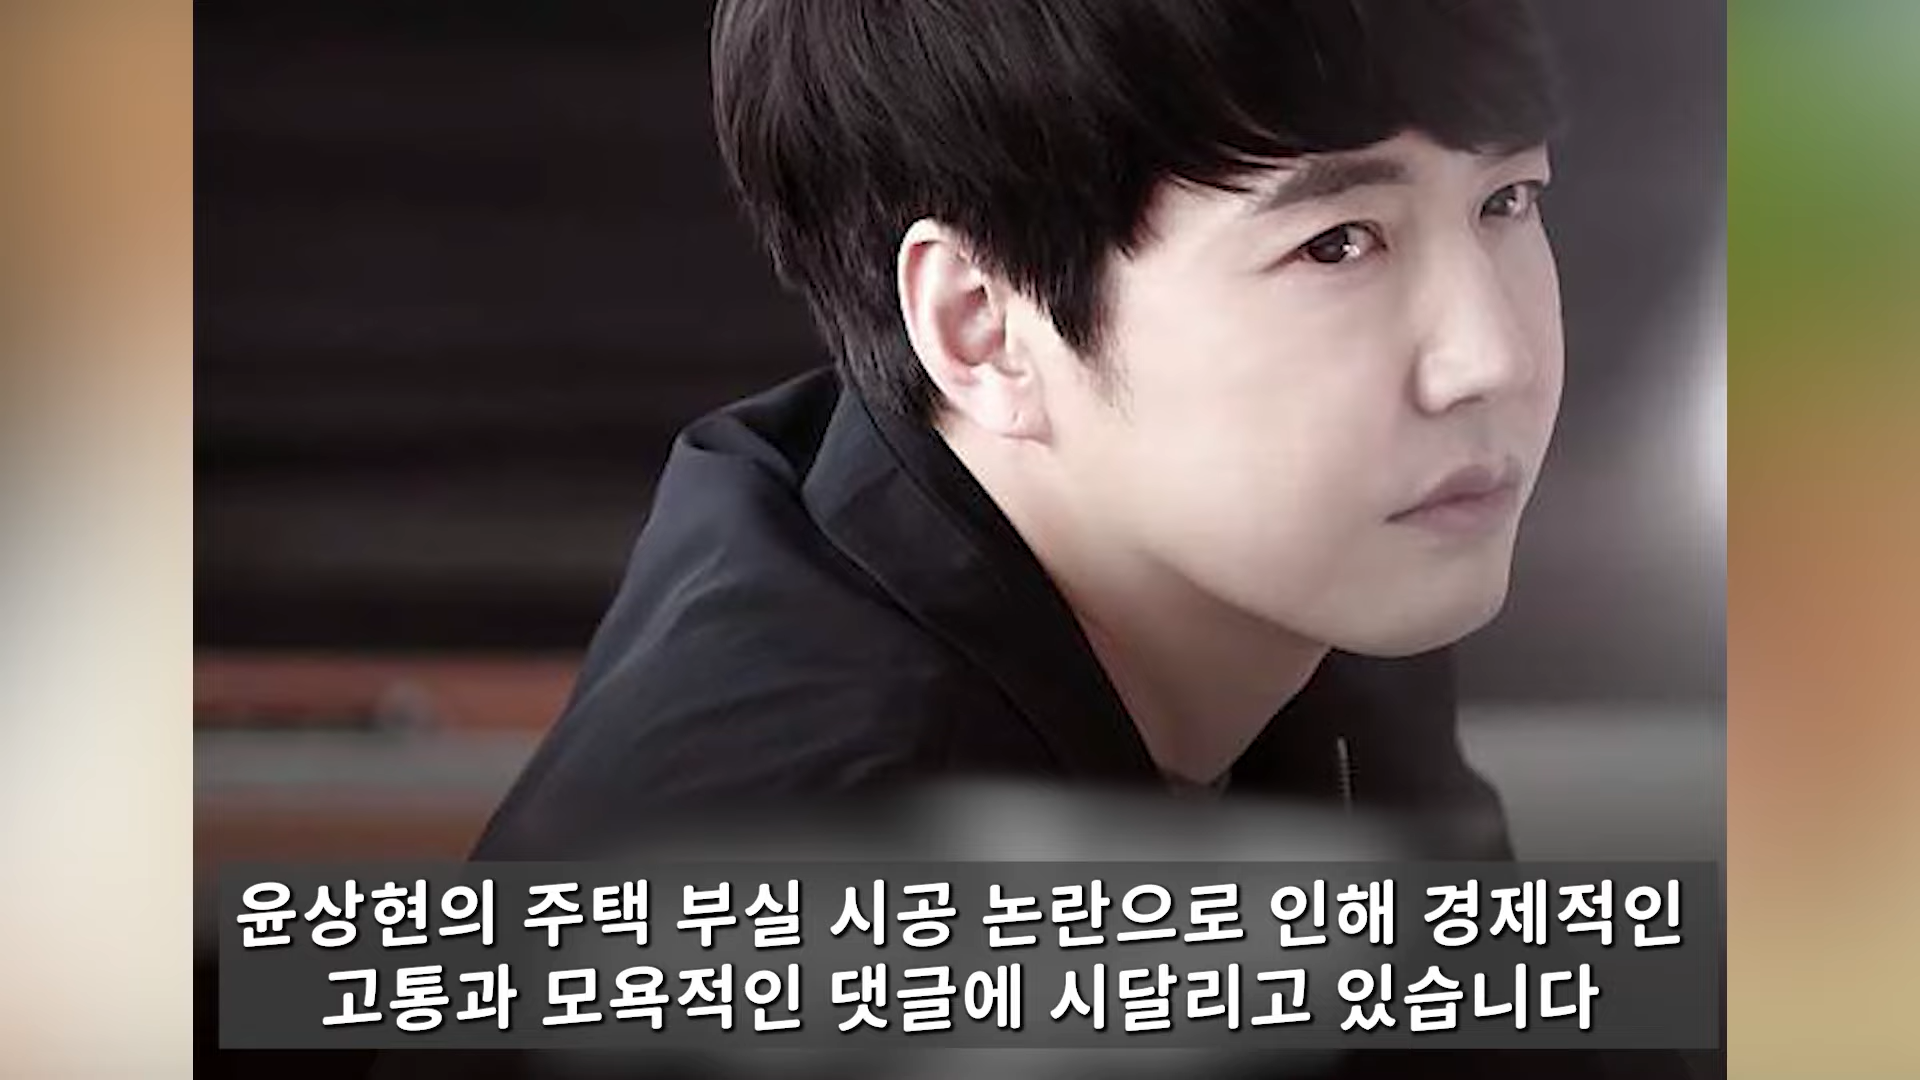 윤상현의 주택 부실 시공 논란으로 인해 경제적인
고통과 모욕적인 댓글에 시달리고 있습니다